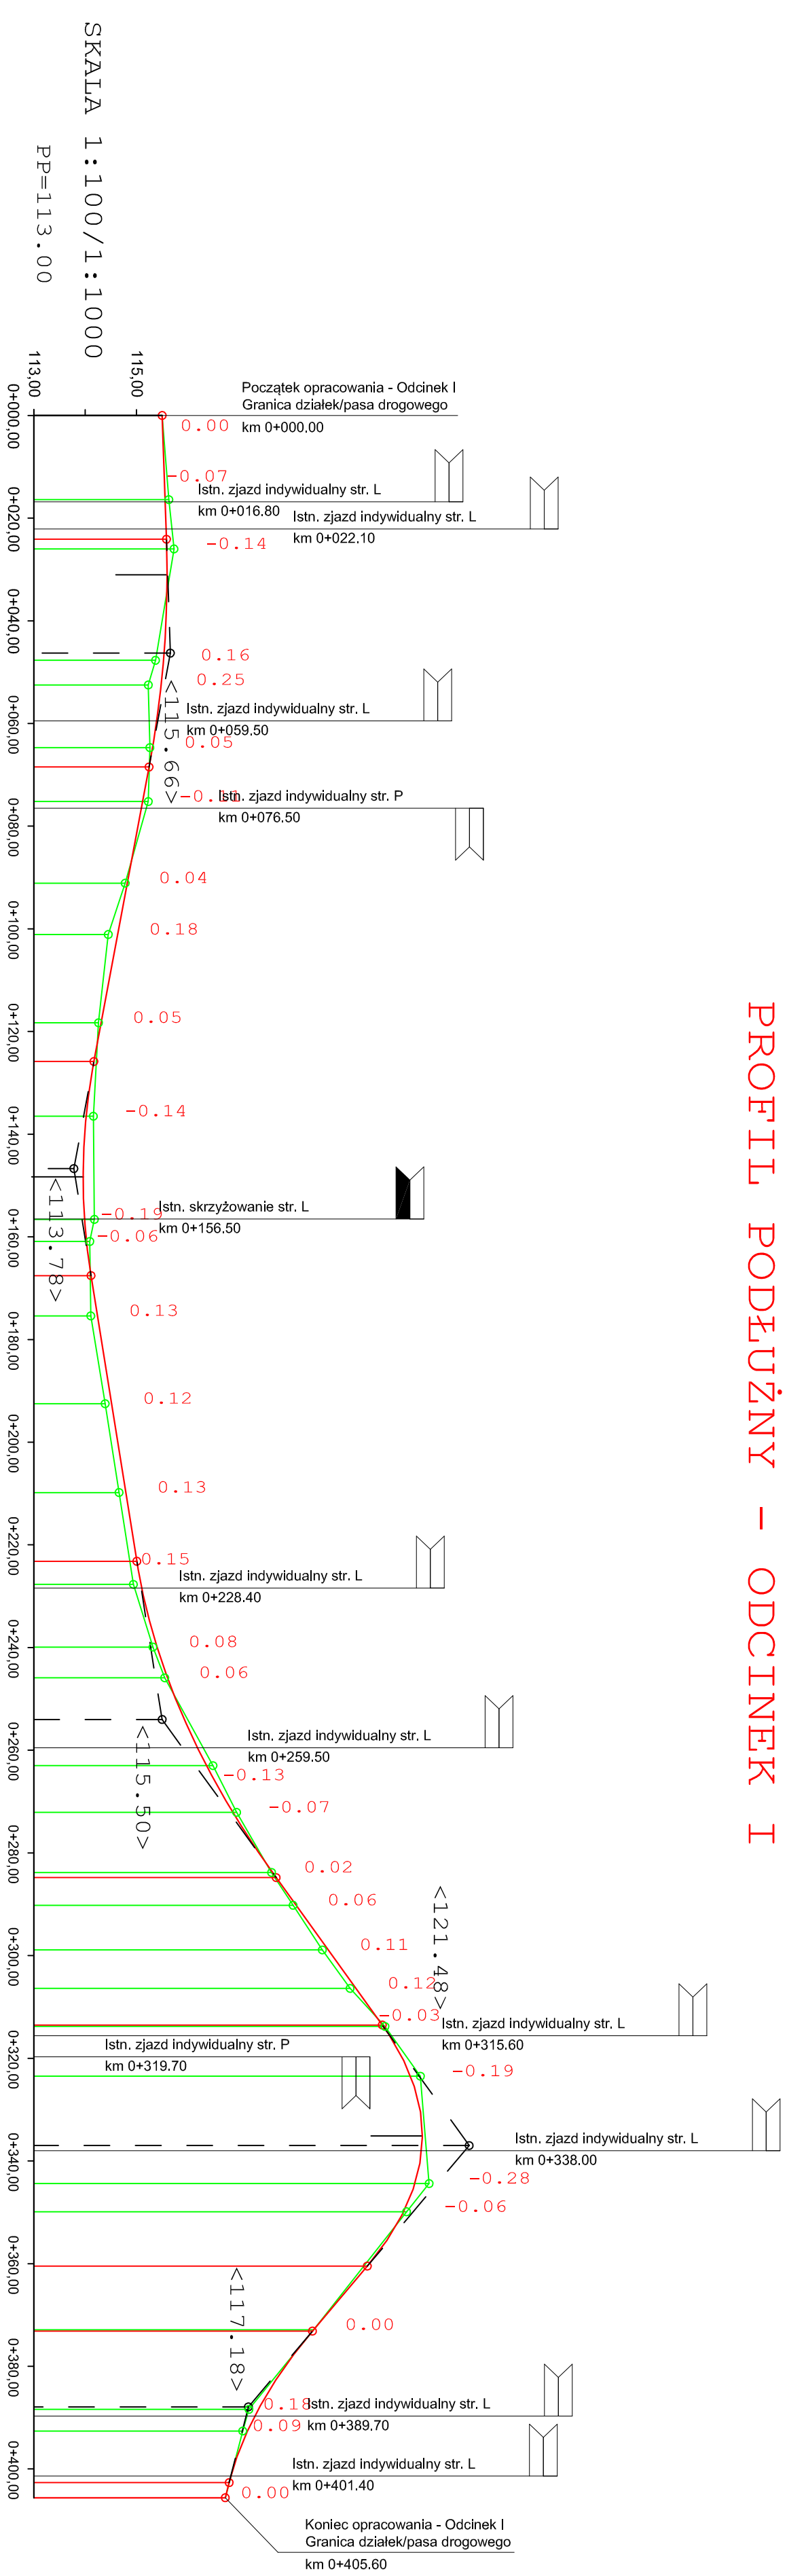 PROFIL PODŁUŻNY - ODCINEK I
SKALA 1:100/1:1000
PP=113.00
113,00
115,00
Początek opracowania - Odcinek I
Granica działek/pasa drogowego
km 0+000,00
0.00
-0.07
Istn. zjazd indywidualny str. L
km 0+016.80
Istn. zjazd indywidualny str. L
km 0+022.10
-0.14
0.16
0.25
<115.66>
Istn. zjazd indywidualny str. L
km 0+059,50
0.05
Istn. zjazd indywidualny str. P
km 0+076.50
0.04
0.18
0.05
-0.14
-0.19
Istn. skrzyżowanie str. L
km 0+156.50
-0.06
<113.78>
0.13
0.12
0.13
0.15
Istn. zjazd indywidualny str. L
km 0+228.40
0.08
0.06
Istn. zjazd indywidualny str. L
km 0+259.50
<115.50>
-0.13
-0.07
0.02
0.06
0.11
0.12
<121.48>
-0.03
Istn. zjazd indywidualny str. L
km 0+315.60
Istn. zjazd indywidualny str. P
km 0+319.70
-0.19
Istn. zjazd indywidualny str. L
km 0+338.00
-0.28
-0.06
<117.18>
0.00
0.18
Istn. zjazd indywidualny str. L
km 0+389.70
0.09
Istn. zjazd indywidualny str. L
km 0+401.40
0.00
Koniec opracowania - Odcinek I
Granica działek/pasa drogowego
km 0+405.60
0+000,00
0+020,00
0+040,00
0+060,00
0+080,00
0+100,00
0+120,00
0+140,00
0+160,00
0+180,00
0+200,00
0+220,00
0+240,00
0+260,00
0+280,00
0+300,00
0+320,00
0+340,00
0+360,00
0+380,00
0+400,00